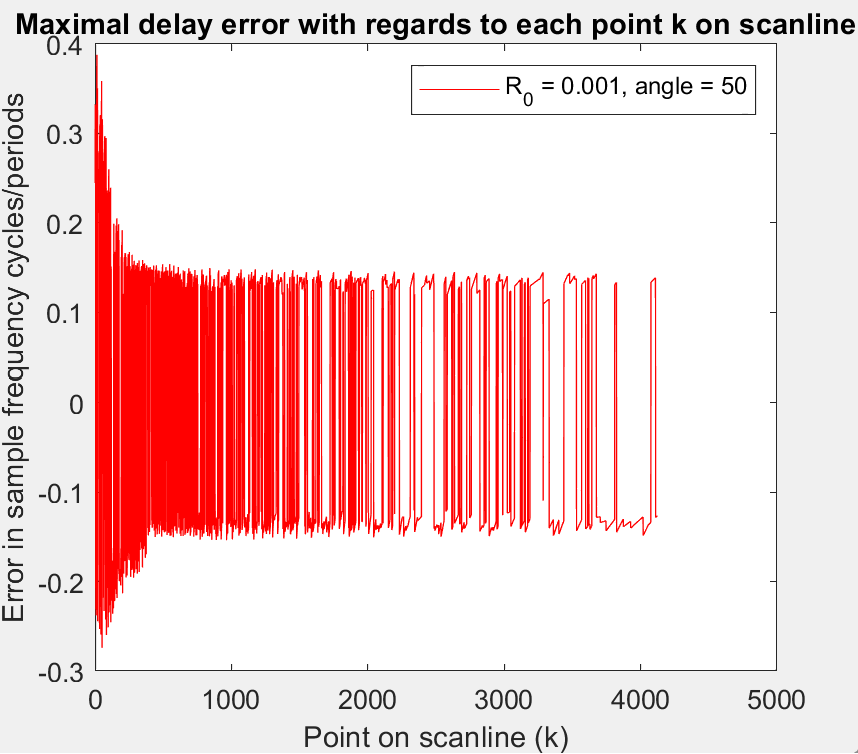 Maximal delay error with regards to each point k on scanline
R0 = 0.001, angle = 50
Error in sample frequency cycles/periods
0.4
0.3
0.2
0.1
0
-0.1
-0.2
-0.3
0 1000 2000 3000 4000 5000
Point on scanline (k)